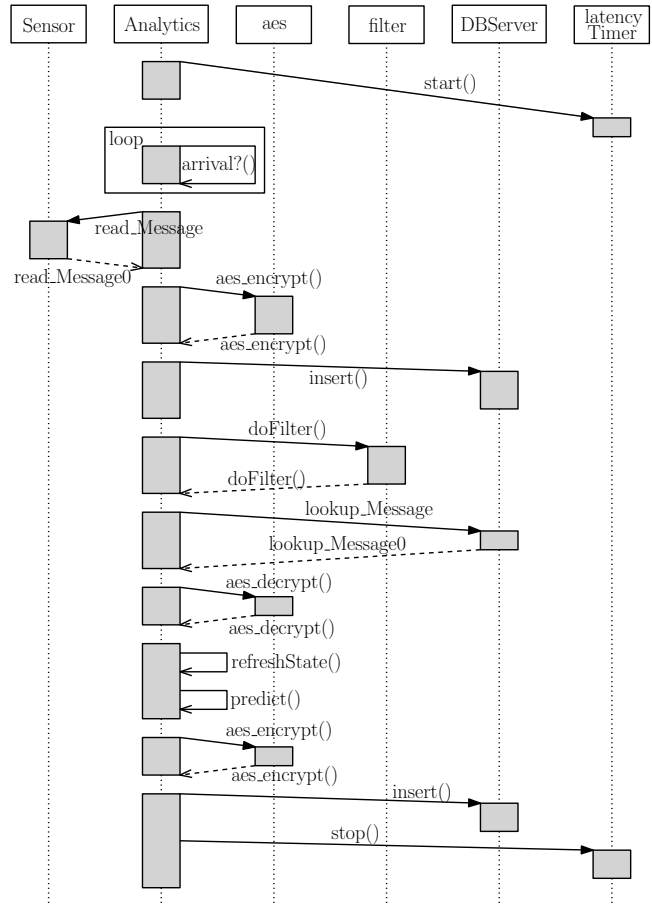 Sensor
Analytics
aes
filter
DBServer
latency
Timer
start()
loop
arrival?()
read_Message
read_Message0
aes_encrypt()
aes_encrypt()
insert()
doFilter()
doFilter()
lookup_Message
lookup_Message0
aes_decrypt()
aes_decrypt()
refreshState()
predict()
aes_encrypt()
aes_encrypt()
insert()
stop()